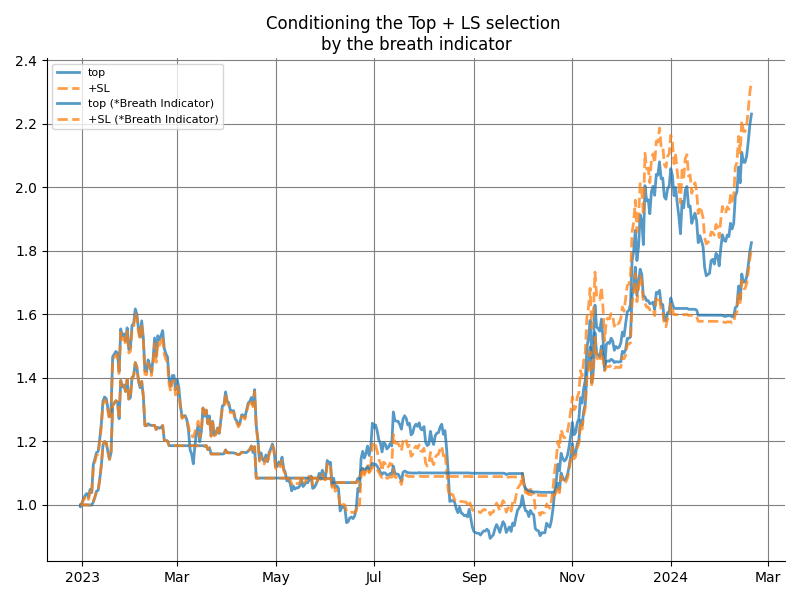 Conditioning the Top + LS selection
by the breath indicator
top
+SL
top (*Breath Indicator)
+SL (*Breath Indicator)
2.4
2.2
2.0
1.8
1.6
1.4
1.2
1.0
2023 Mar May Jul Sep Nov 2024 Mar